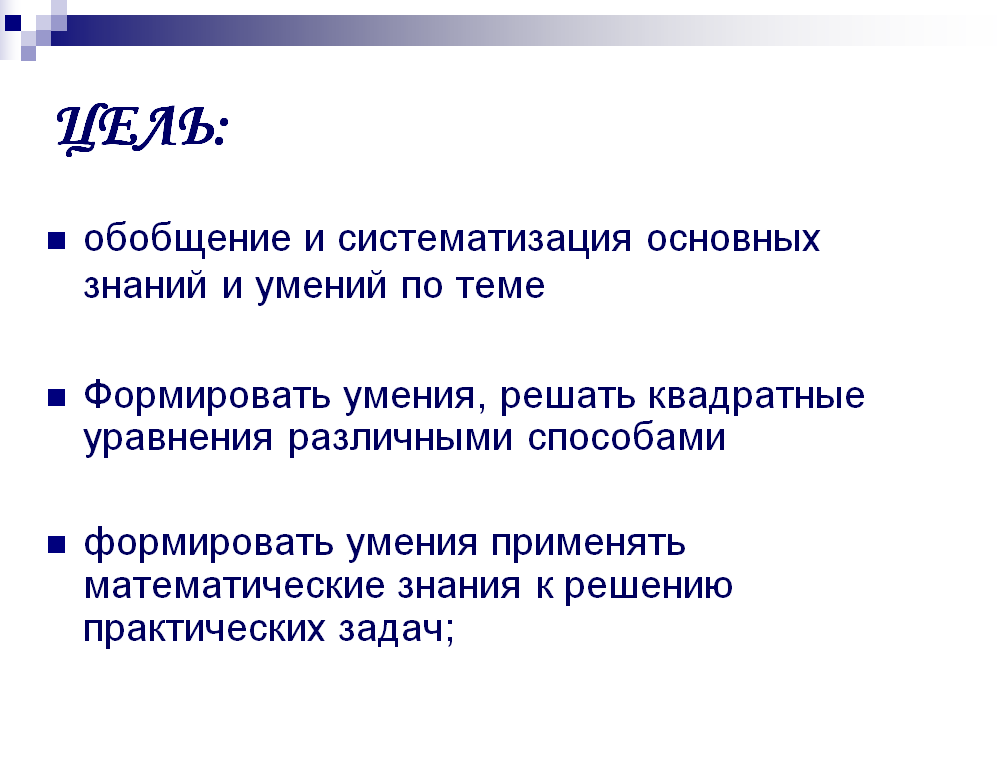 ЦЕЛЬ:
обобщение и систематизация основных
знаний и умений по теме
Формировать умения, решать квадратные
уравнения различными способами
формировать умения применять
математические знания к решению
практических задач;